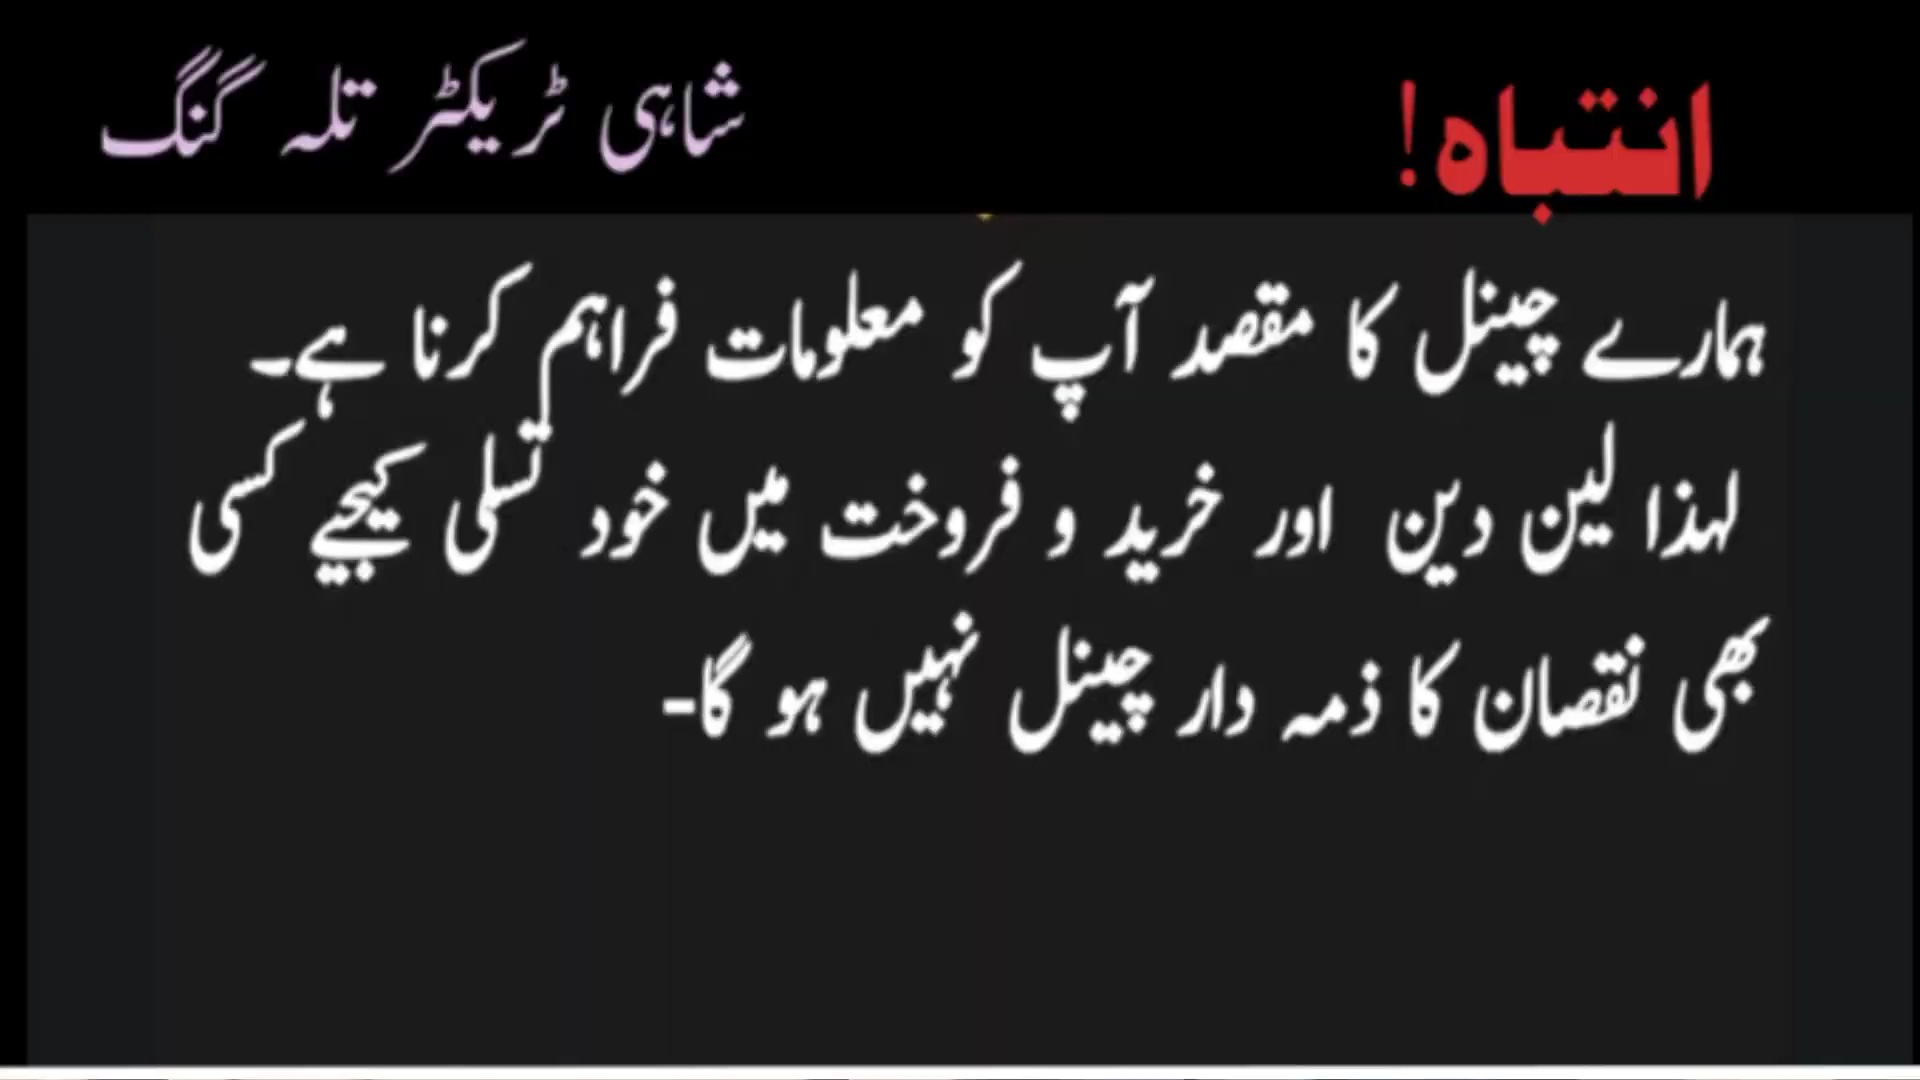 انتباہ!
شاہی ٹریکٹر تلہ گنگ
ہمارے چینل کا مقصد آپ کو معلومات فراہم کرنا ہے۔
لہذا لین دین اور خرید و فروخت میں خود تسلی کیجیے کسی
بھی نقصان کا ذمہ دار چینل نہیں ہو گا-